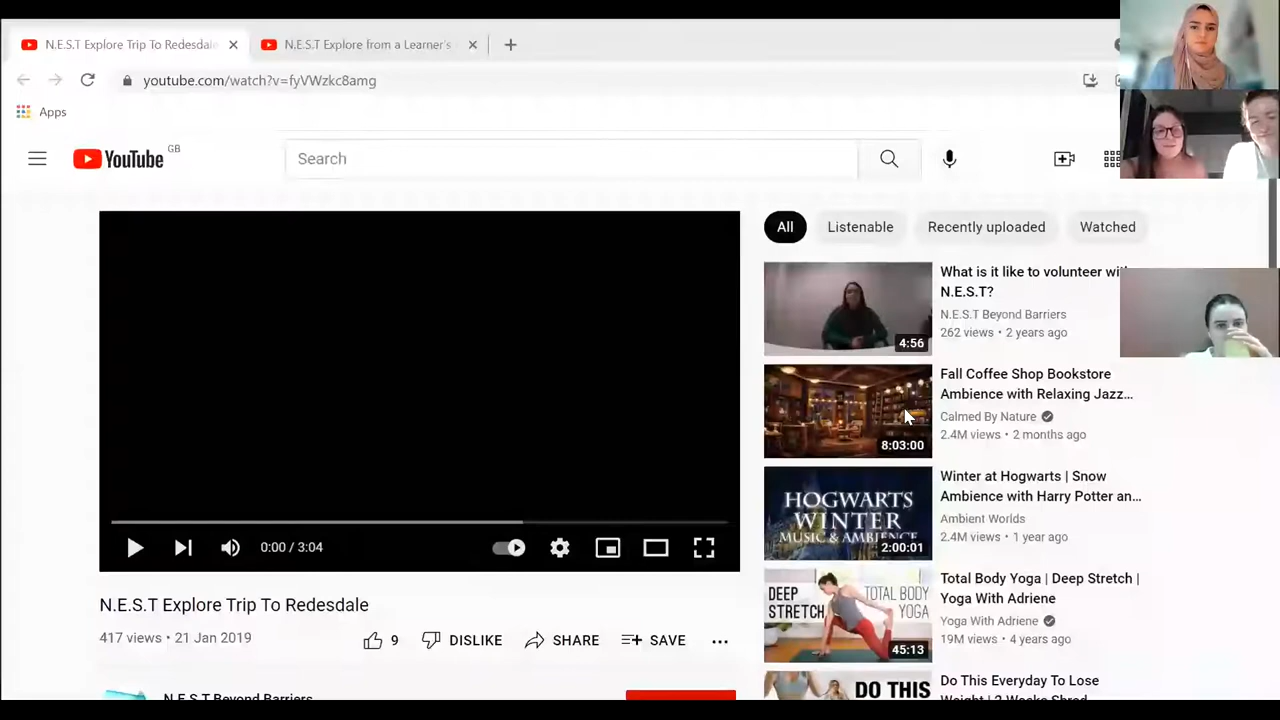 N.E.S.T Explore Trip To Redesdale
N.E.S.T Explore from a Learner's
youtube.com/watch?v=fyVWzkc8amg
Apps
YouTube GB
Search
All
Listenable
Recently uploaded
Watched
What is it like to volunteer wi
N.E.S.T?
N.E.S.T Beyond Barriers
262 views • 2 years ago
4:56
Fall Coffee Shop Bookstore
Ambience with Relaxing Jazz...
Calmed By Nature
2.4M views • 2 months ago
8:03:00
HOGWARTS
WINTER
MUSIC & AMBIENCE
2:00:01
Winter at Hogwarts | Snow
Ambience with Harry Potter an...
Ambient Worlds
2.4M views • 1 year ago
DEEP
STRETCH
TOTAL BODY
YOGA
45:13
Total Body Yoga | Deep Stretch |
Yoga With Adriene
Yoga With Adriene
19M views • 4 years ago
DO THIS
Do This Everyday To Lose
Weight | 2 Weeks Shred
0:00 / 3:04
N.E.S.T Explore Trip To Redesdale
417 views • 21 Jan 2019
9
DISLIKE
SHARE
SAVE
N.E.S.T Beyond Barriers